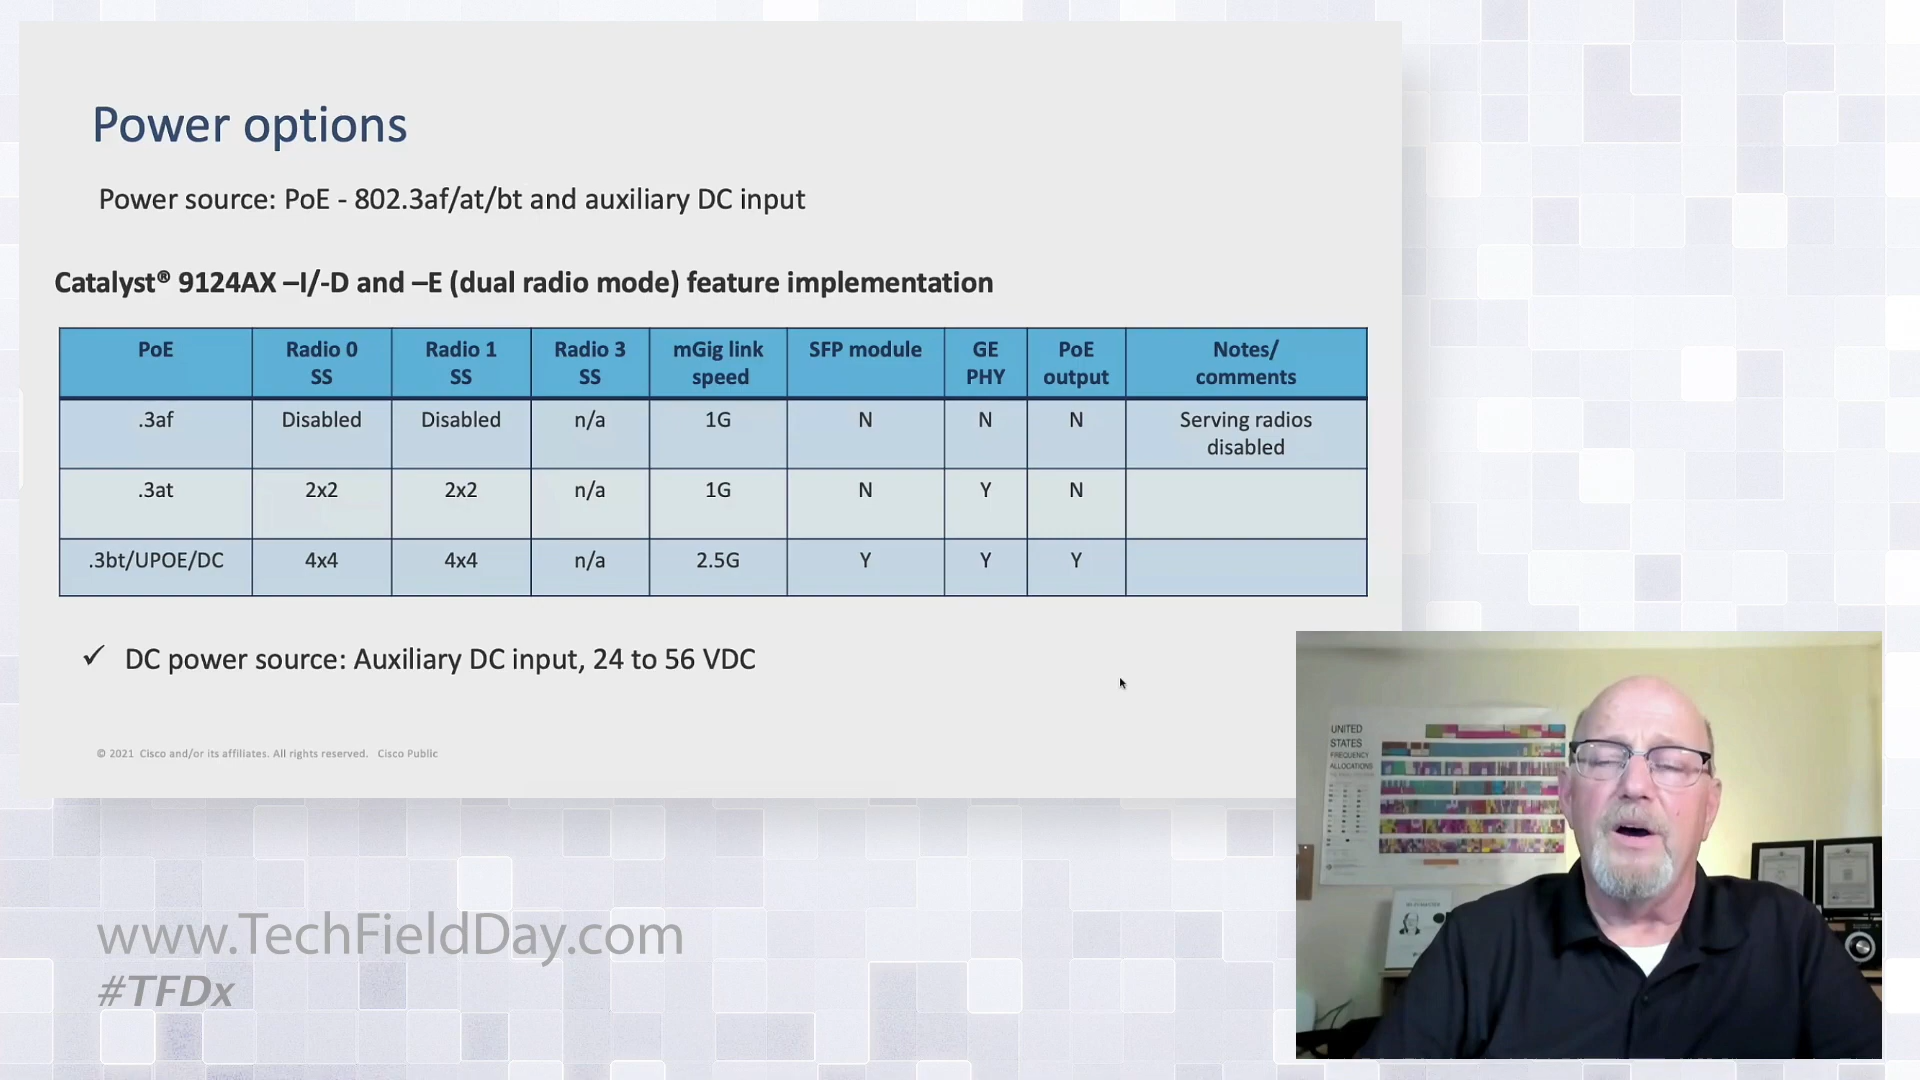 Power options
Power source: PoE - 802.3af/at/bt and auxiliary DC input
Catalyst® 9124AX –I/-D and –E (dual radio mode) feature implementation
PoE
Radio 0
SS
Radio 1
SS
Radio 3
SS
mGig link
speed
SFP module
GE
PHY
PoE
output
Notes/
comments
.3af
Disabled
Disabled
n/a
1G
N
N
N
Serving radios
disabled
.3at
2x2
2x2
n/a
1G
N
Y
N
.3bt/UPOE/DC
4x4
4x4
n/a
2.5G
Y
Y
Y
✓ DC power source: Auxiliary DC input, 24 to 56 VDC
© 2021 Cisco and/or its affiliates. All rights reserved. Cisco Public
UNITED
STATES
FREQUENCY
ALLOCATIONS
www.TechFieldDay.com
#TFDx